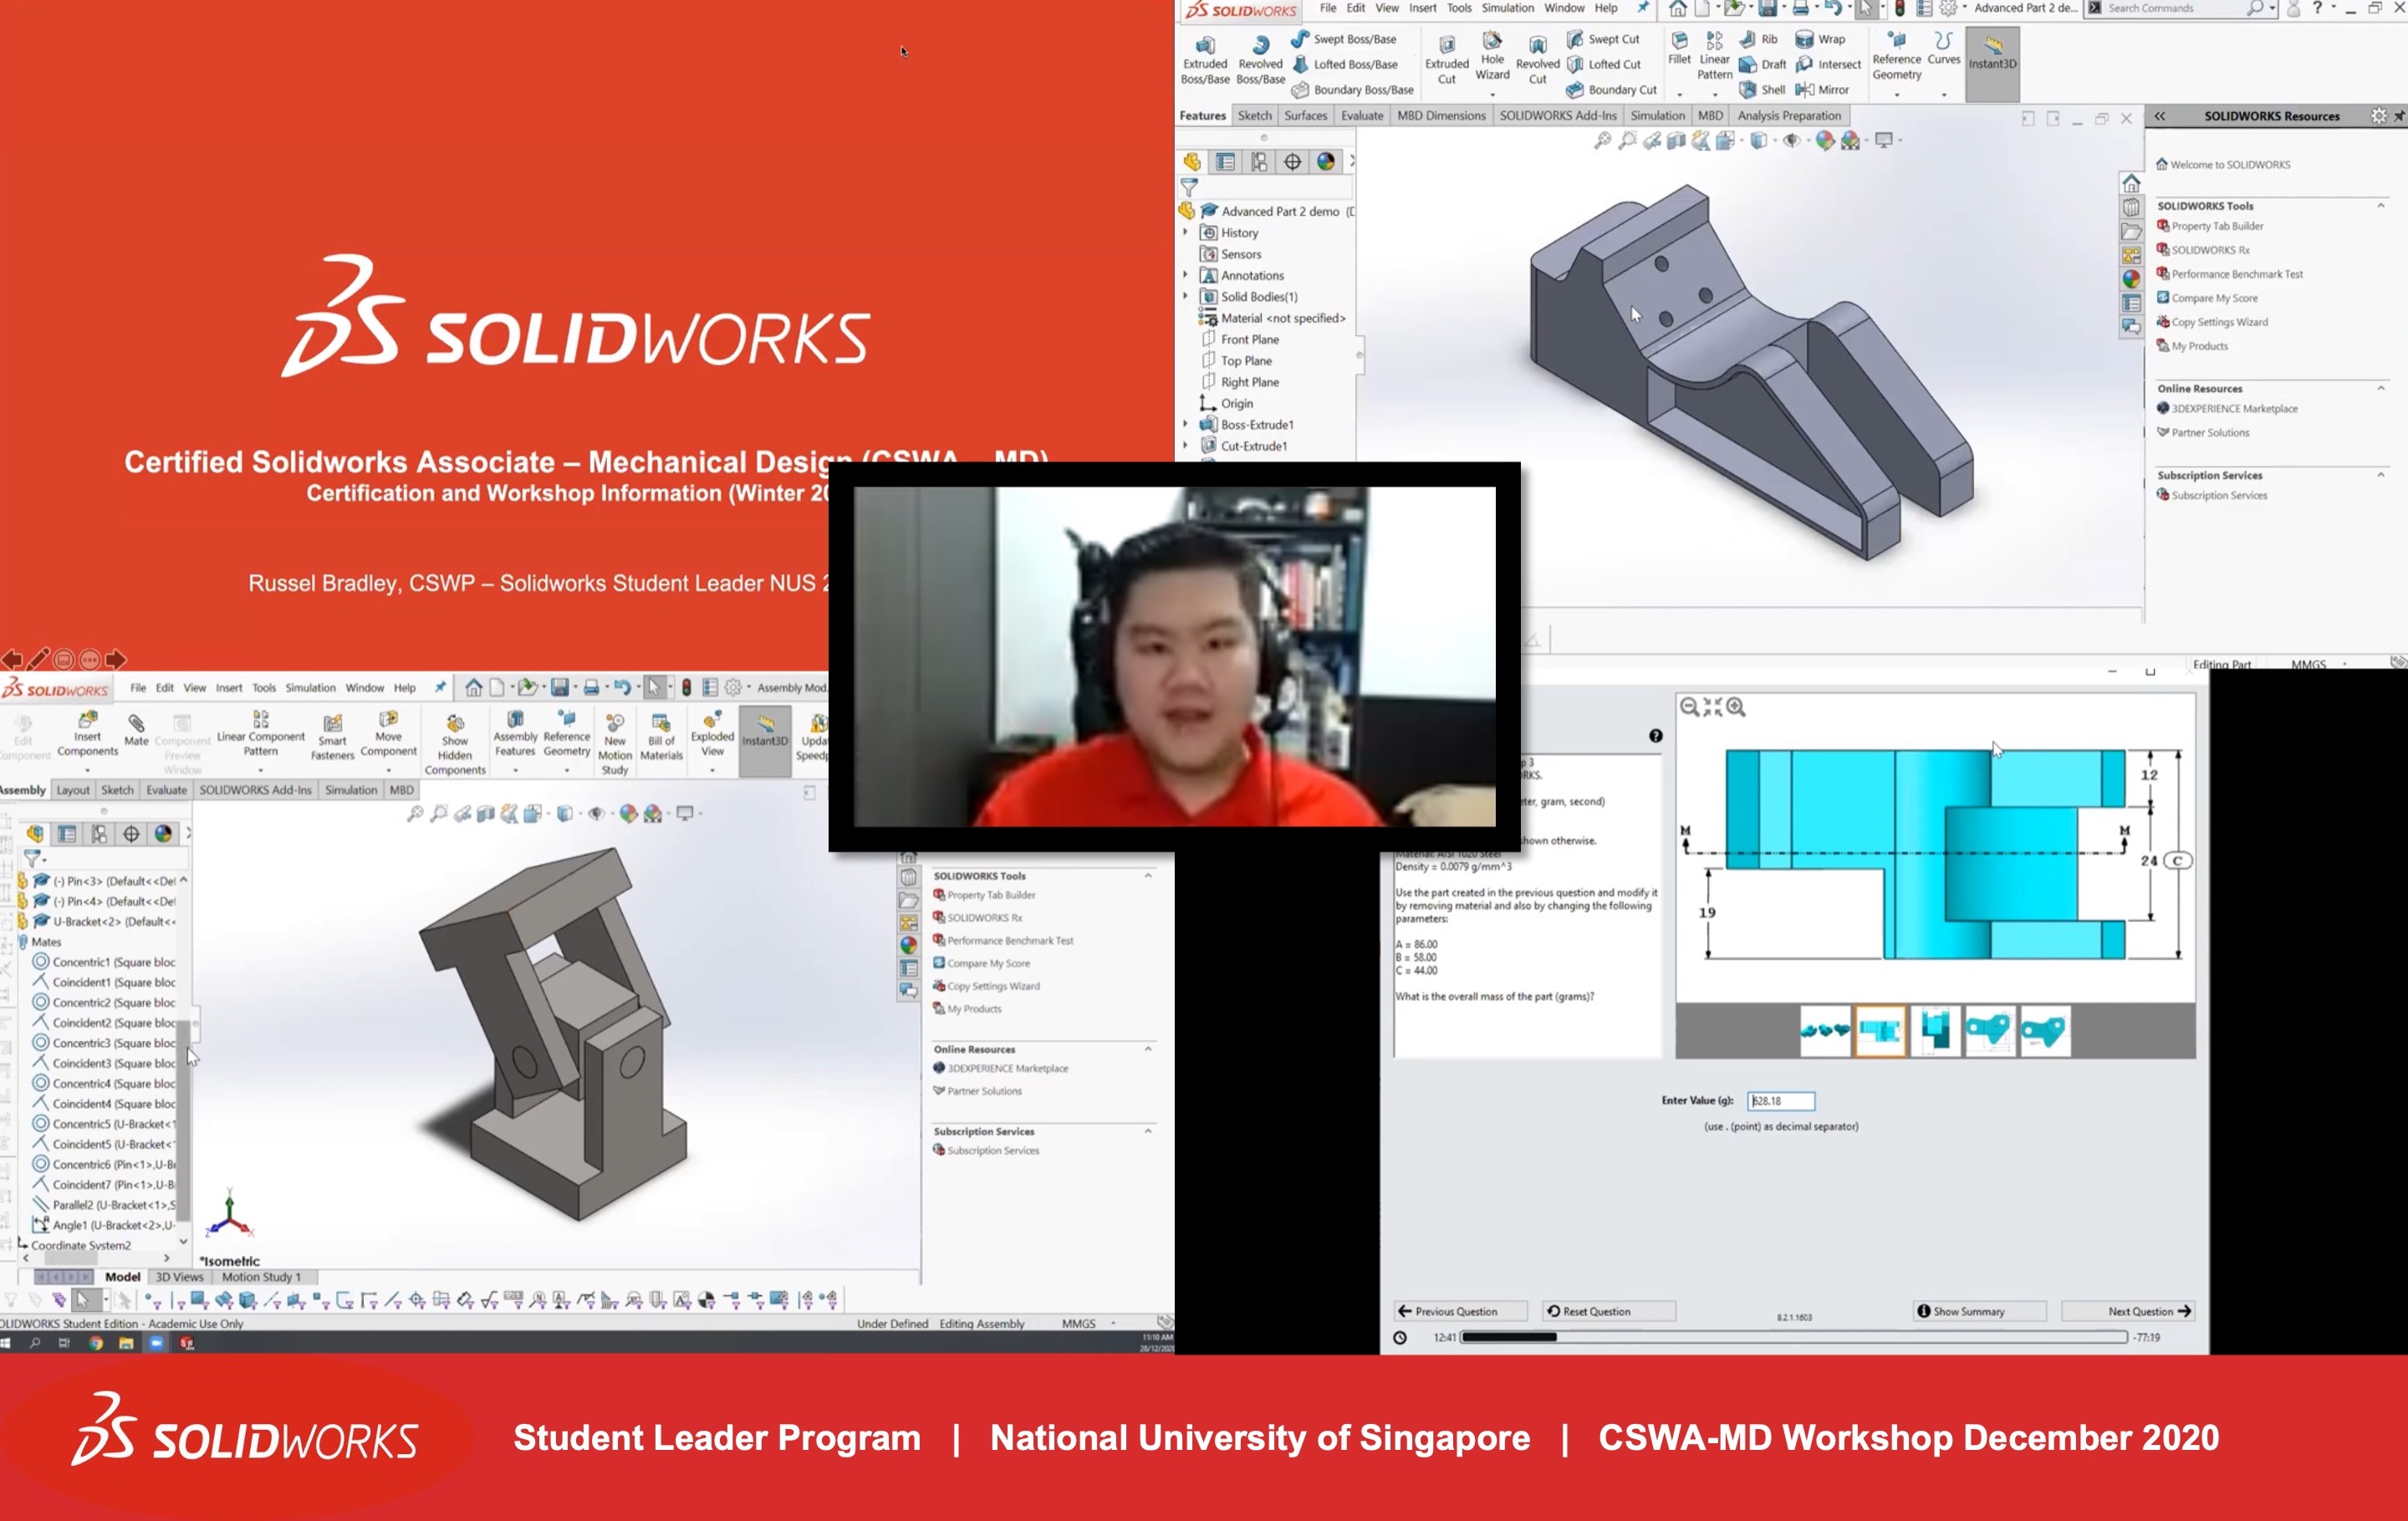 SOLIDWORKS
Certified Solidworks Associate – Mechanical Design (CSWA – MD)
Certification and Workshop Information (Winter 20
Russel Bradley, CSWP – Solidworks Student Leader NUS 2
SOLIDWORKS
File Edit View Insert Tools Simulation Window Help
Advanced Part 2 de...
Search Commands
Extruded Boss/Base
Revolved Boss/Base
Swept Boss/Base
Lofted Boss/Base
Boundary Boss/Base
Extruded Cut
Hole Wizard
Revolved Cut
Swept Cut
Lofted Cut
Boundary Cut
Fillet
Linear Pattern
Rib
Draft
Shell
Wrap
Intersect
Mirror
Reference Geometry
Curves
Instant3D
Features Sketch Surfaces Evaluate MBD Dimensions SOLIDWORKS Add-Ins Simulation MBD Analysis Preparation
Advanced Part 2 demo (D
History
Sensors
Annotations
Solid Bodies(1)
Material <not specified>
Front Plane
Top Plane
Right Plane
Origin
Boss-Extrude1
Cut-Extrude1
SOLIDWORKS Resources
Welcome to SOLIDWORKS
SOLIDWORKS Tools
Property Tab Builder
SOLIDWORKS Rx
Performance Benchmark Test
Compare My Score
Copy Settings Wizard
My Products
Online Resources
3DEXPERIENCE Marketplace
Partner Solutions
Subscription Services
Subscription Services
Editing Part MMGS
SOLIDWORKS
File Edit View Insert Tools Simulation Window Help
Assembly Mod.
Edit Component
Insert Components
Mate
Component Preview Window
Linear Component Pattern
Smart Fasteners
Move Component
Show Hidden Components
Assembly Features
Reference Geometry
New Motion Study
Bill of Materials
Exploded View
Instant3D
Assembly Layout Sketch Evaluate SOLIDWORKS Add-Ins Simulation MBD
(-) Pin<3> (Default<<Def
(-) Pin<4> (Default<<Def
U-Bracket<2> (Default<<
Mates
Concentric1 (Square bloc
Coincident1 (Square bloc
Concentric2 (Square bloc
Coincident2 (Square bloc
Concentric3 (Square bloc
Coincident3 (Square bloc
Concentric4 (Square bloc
Coincident4 (Square bloc
Concentric5 (U-Bracket<1
Coincident5 (U-Bracket<
Concentric6 (Pin<1>,U-B
Coincident7 (Pin<1>,U-B
Parallel2 (U-Bracket<1>,S
Angle1 (U-Bracket<2>,U-
Coordinate System2
*Isometric
Model 3D Views Motion Study 1
OLIDWORKS Student Edition - Academic Use Only
Under Defined Editing Assembly MMGS
11:10 AM
SOLIDWORKS Tools
Property Tab Builder
SOLIDWORKS Rx
Performance Benchmark Test
Compare My Score
Copy Settings Wizard
My Products
Online Resources
3DEXPERIENCE Marketplace
Partner Solutions
Subscription Services
Subscription Services
p 3
RKS.
eter, gram, second)
hown otherwise.
Material: AISI 1020 Steel
Density = 0.0079 g/mm^3
Use the part created in the previous question and modify it
by removing material and also by changing the following
parameters:
A = 86.00
B = 58.00
C = 44.00
What is the overall mass of the part (grams)?
12
M M
24 C
19
Enter Value (g): 628.18
(use . (point) as decimal separator)
Previous Question
Reset Question
8.2.1.1603
Show Summary
Next Question
12:41
-77:19
SOLIDWORKS
Student Leader Program | National University of Singapore | CSWA-MD Workshop December 2020